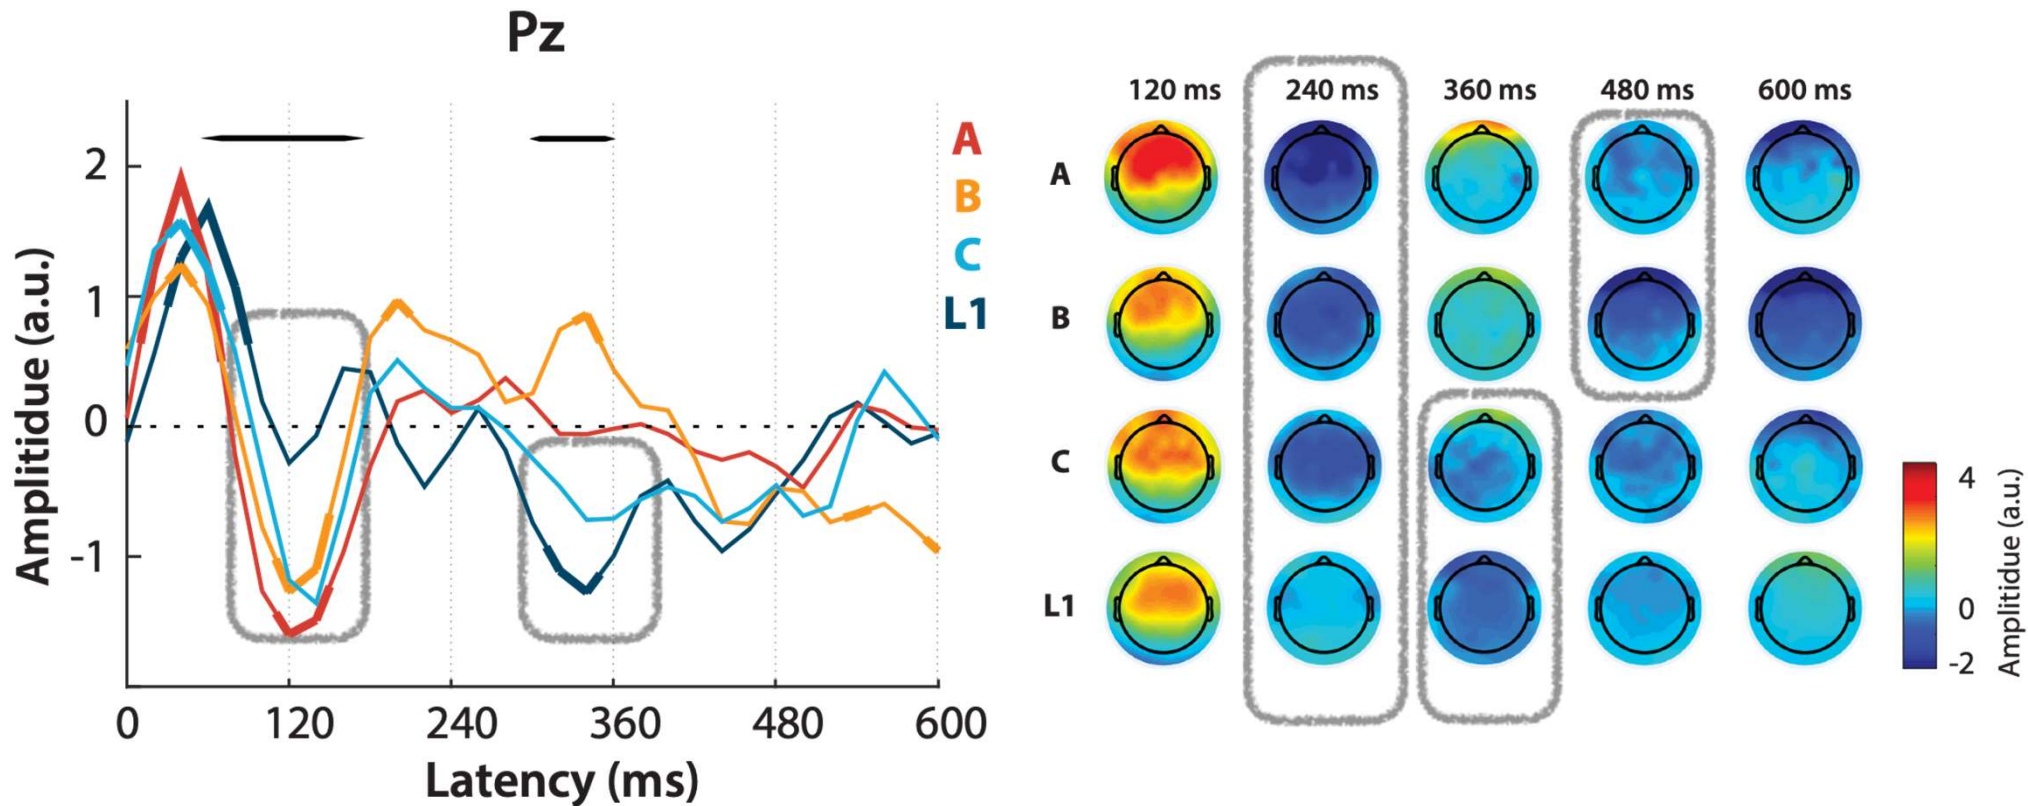 Pz
A
B
C
L1
2
1
0
-1
Amplitidue (a.u.)
0
120
240
360
480
600
Latency (ms)
120 ms
240 ms
360 ms
480 ms
600 ms
A
B
C
L1
4
0
-2
Amplitidue (a.u.)